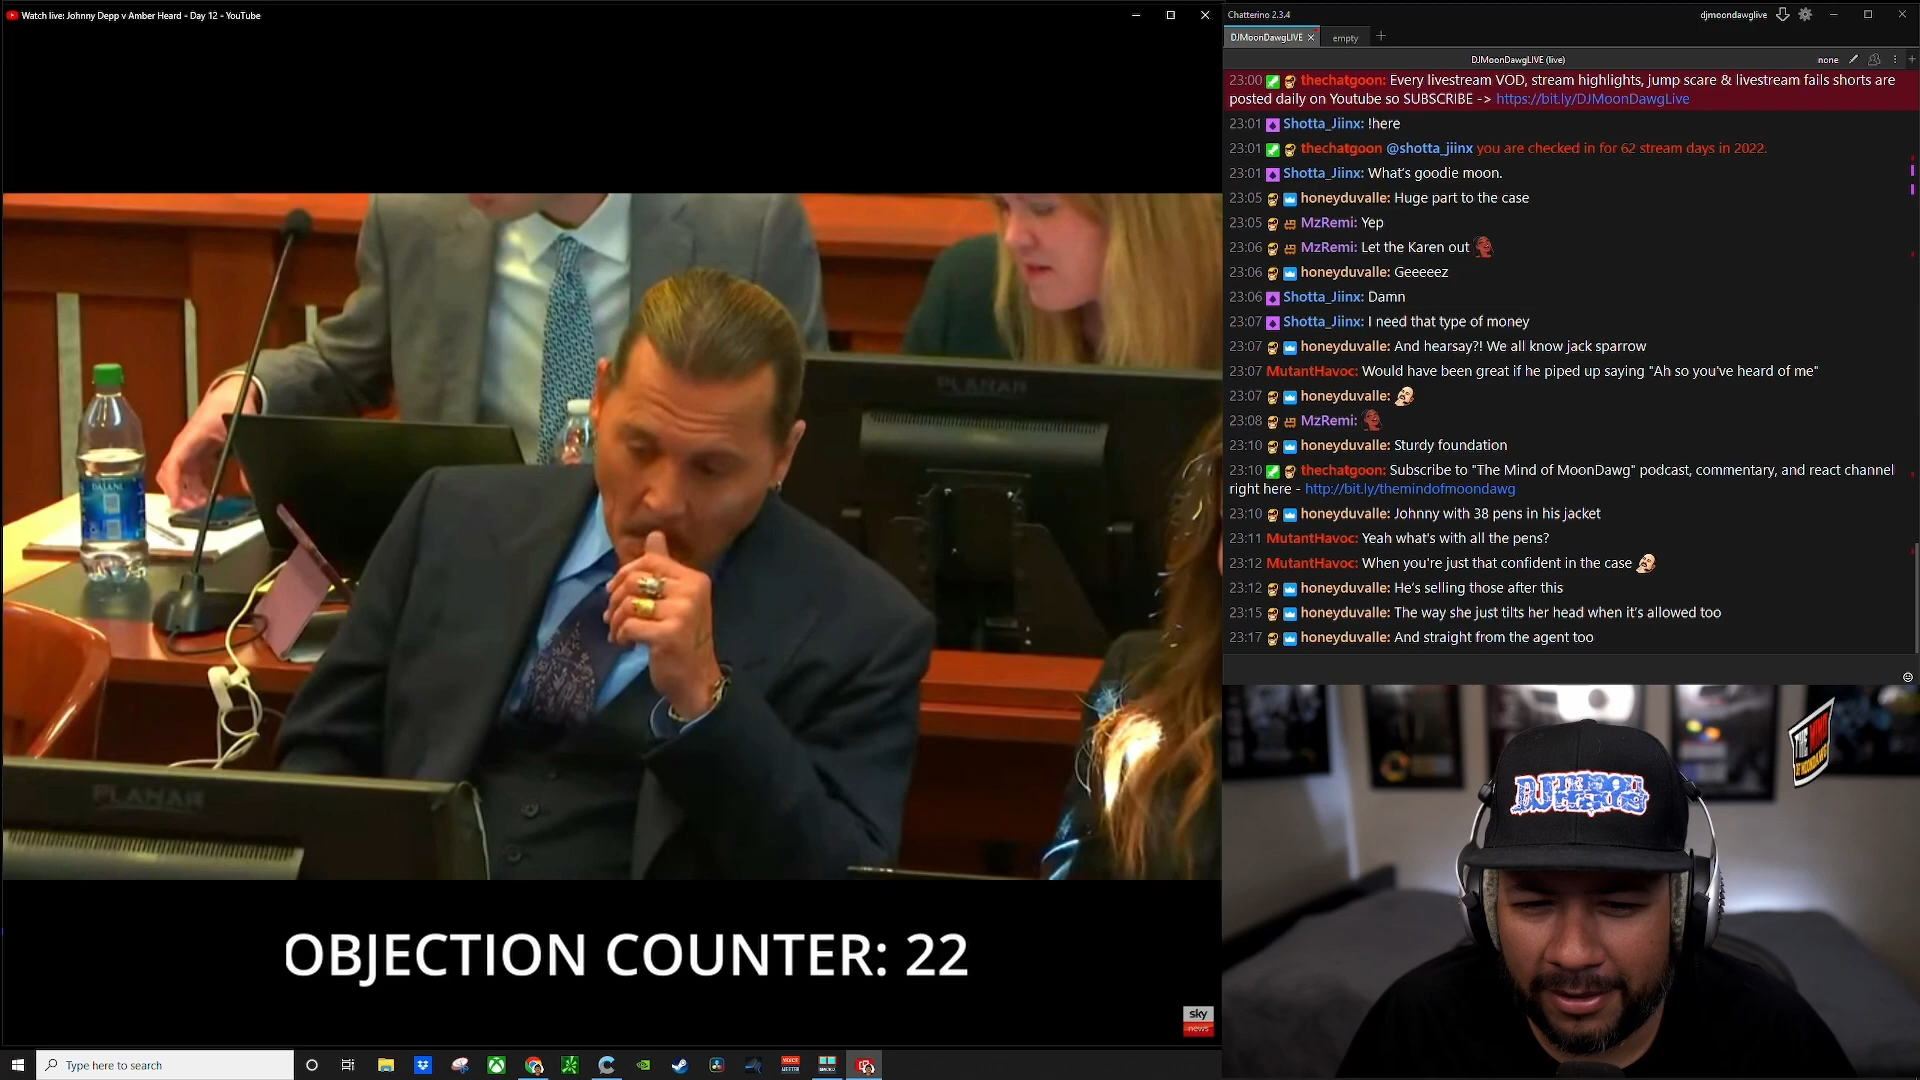 Watch live: Johnny Depp v Amber Heard - Day 12 - YouTube
PLANAR
DASANI
PLANAR
OBJECTION COUNTER: 22
sky
news
Type here to search
Chatterino 2.3.4
djmoondawglive
DJMoonDawgLIVE
empty
DJMoonDawgLIVE (live)
none
23:00 thechatgoon: Every livestream VOD, stream highlights, jump scare & livestream fails shorts are
posted daily on Youtube so SUBSCRIBE -> https://bit.ly/DJMoonDawgLive
23:01 Shotta_Jiinx: !here
23:01 thechatgoon @shotta_jiinx you are checked in for 62 stream days in 2022.
23:01 Shotta_Jiinx: What's goodie moon.
23:05 honeyduvalle: Huge part to the case
23:05 MzRemi: Yep
23:06 MzRemi: Let the Karen out
23:06 honeyduvalle: Geeeeez
23:06 Shotta_Jiinx: Damn
23:07 Shotta_Jiinx: I need that type of money
23:07 honeyduvalle: And hearsay?! We all know jack sparrow
23:07 MutantHavoc: Would have been great if he piped up saying "Ah so you've heard of me"
23:07 honeyduvalle:
23:08 MzRemi:
23:10 honeyduvalle: Sturdy foundation
23:10 thechatgoon: Subscribe to "The Mind of MoonDawg" podcast, commentary, and react channel
right here - http://bit.ly/themindofmoondawg
23:10 honeyduvalle: Johnny with 38 pens in his jacket
23:11 MutantHavoc: Yeah what's with all the pens?
23:12 MutantHavoc: When you're just that confident in the case
23:12 honeyduvalle: He's selling those after this
23:15 honeyduvalle: The way she just tilts her head when it's allowed too
23:17 honeyduvalle: And straight from the agent too
THE MIND
OF MOONDAWG